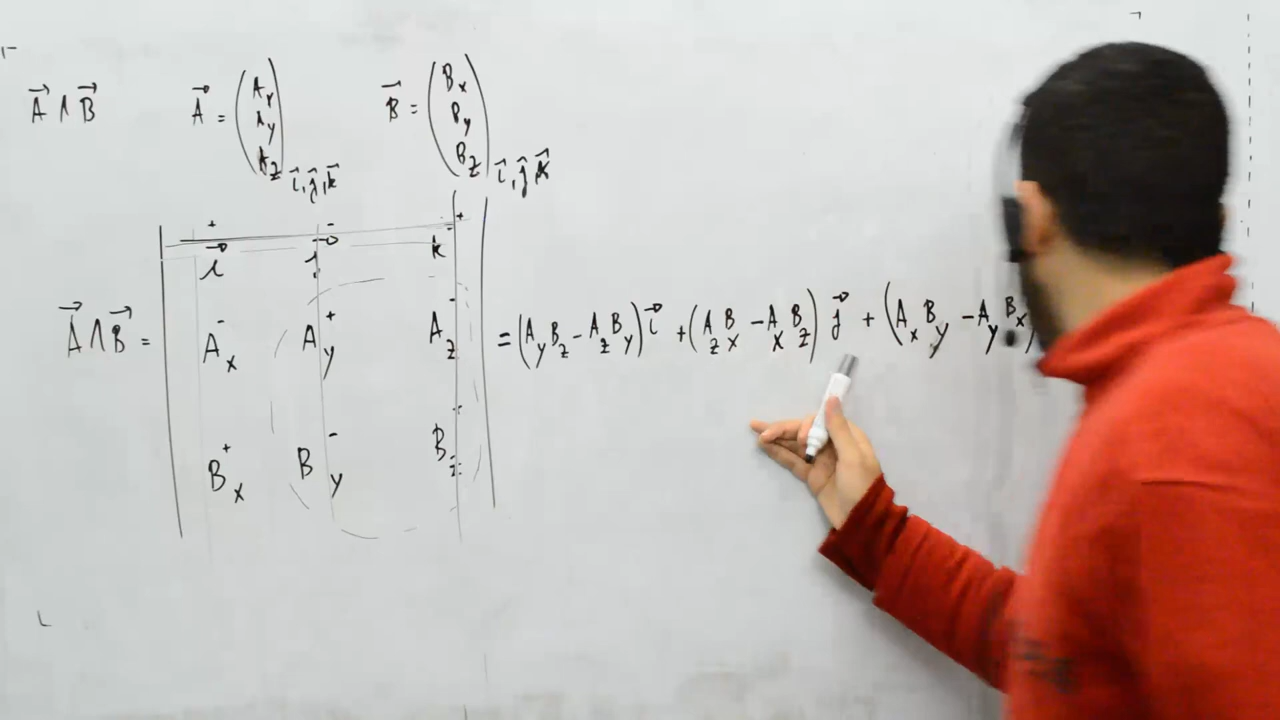 A⃗ ∧ B⃗   A⃗ = (Ax Ay Az) i⃗, j⃗, k⃗   B⃗ = (Bx By Bz) i⃗, j⃗, k⃗
+ - +
i⃗ j⃗ k⃗
A⃗ ∧ B⃗ = | Ax⁻ Ay⁺ Az⁻ | = (AyBz - AzBy) i⃗ + (AzBx - AxBz) j⃗ + (AxBy - AyBx)
Bx⁺ By⁻ Bz⁺